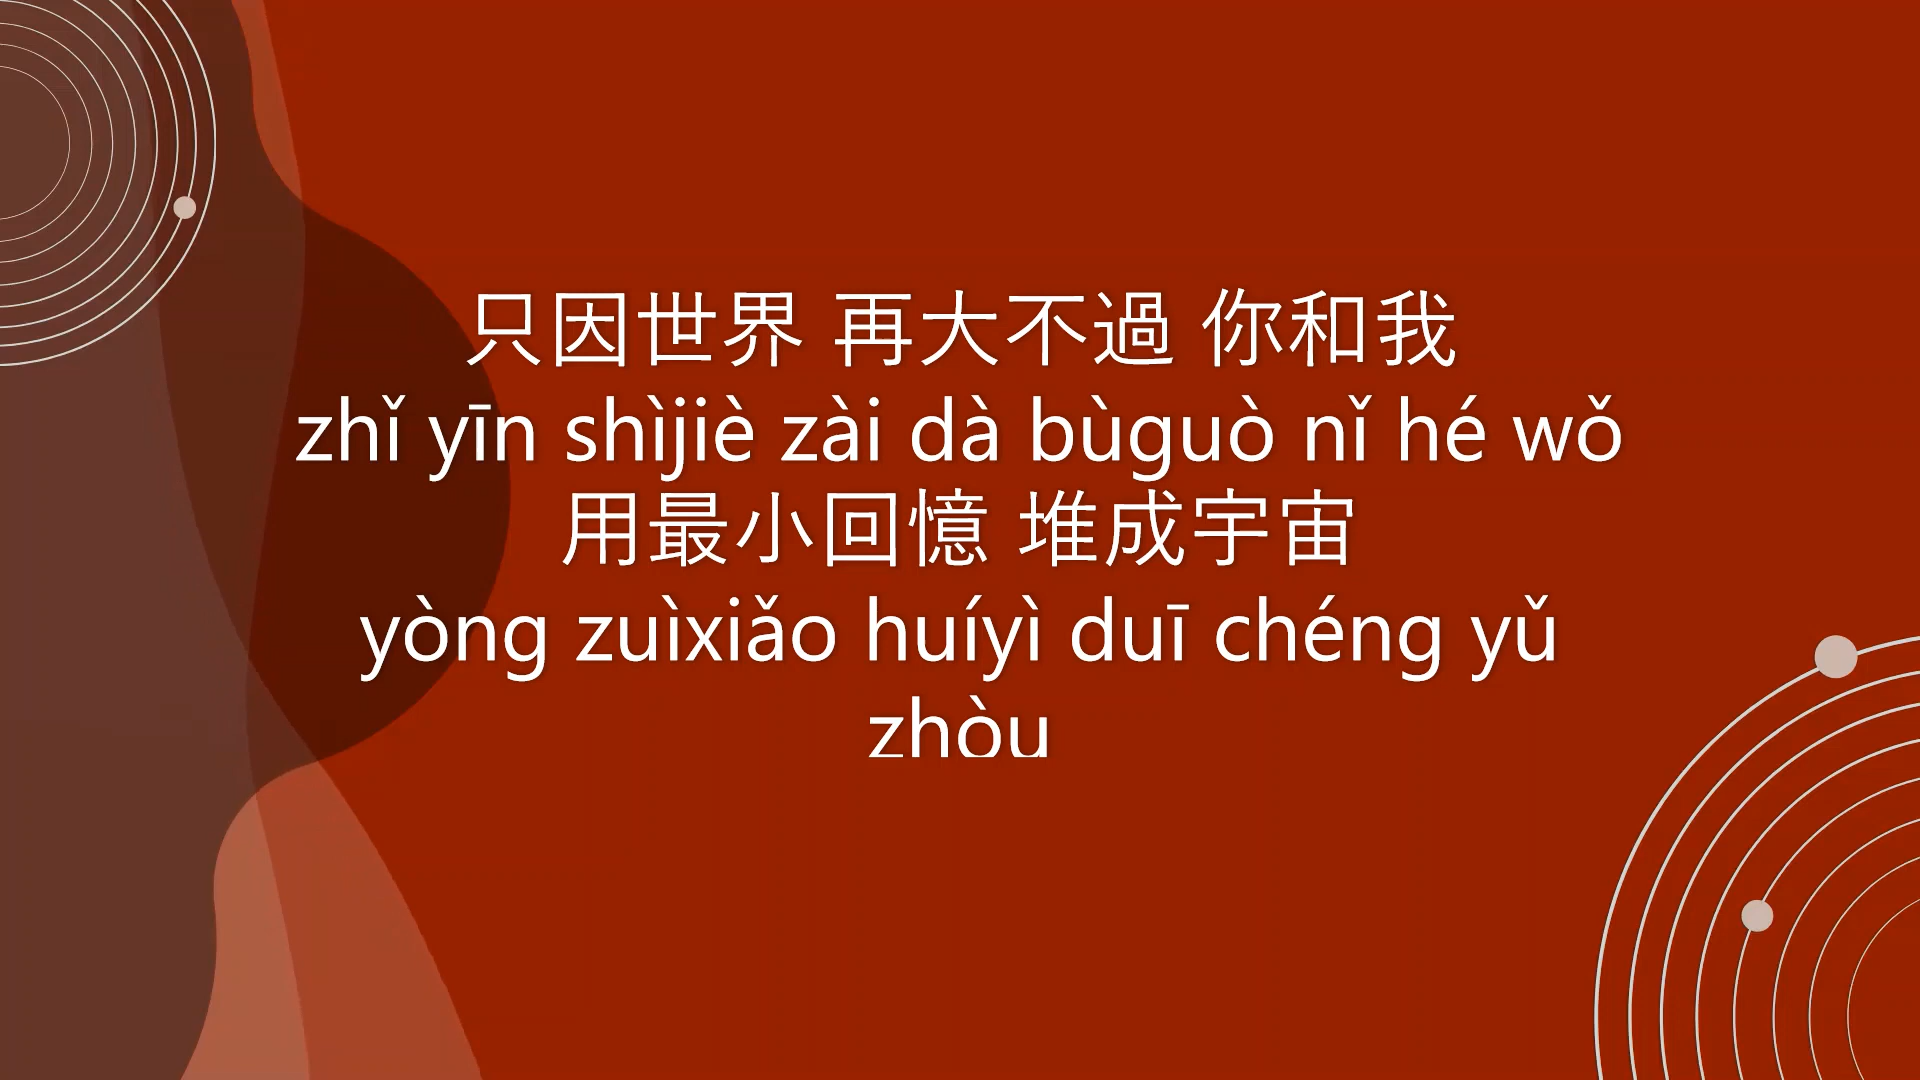 只因世界 再大不過 你和我
zhǐ yīn shìjiè zài dà bùguò nǐ hé wǒ
用最小回憶 堆成宇宙
yòng zuìxiǎo huíyì duī chéng yǔ
zhòu